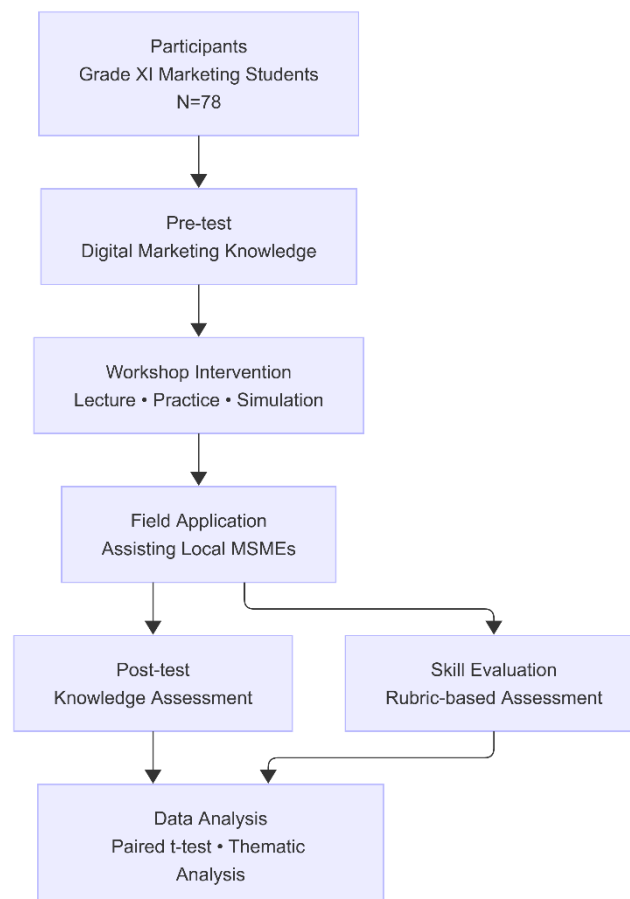 Participants
Grade XI Marketing Students
N=78
Pre-test
Digital Marketing Knowledge
Workshop Intervention
Lecture • Practice • Simulation
Field Application
Assisting Local MSMEs
Post-test
Knowledge Assessment
Skill Evaluation
Rubric-based Assessment
Data Analysis
Paired t-test • Thematic
Analysis